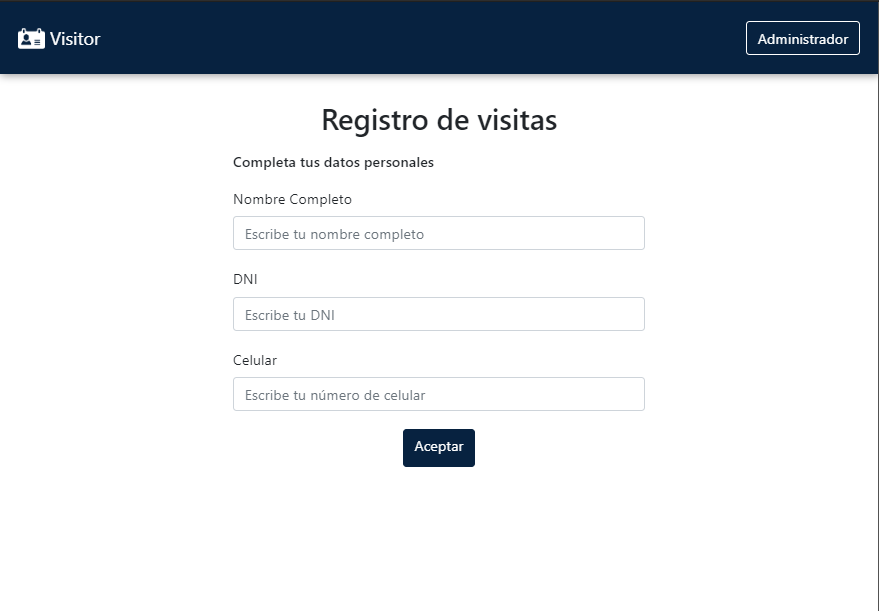 Visitor
Administrador
Registro de visitas
Completa tus datos personales
Nombre Completo
Escribe tu nombre completo
DNI
Escribe tu DNI
Celular
Escribe tu número de celular
Aceptar